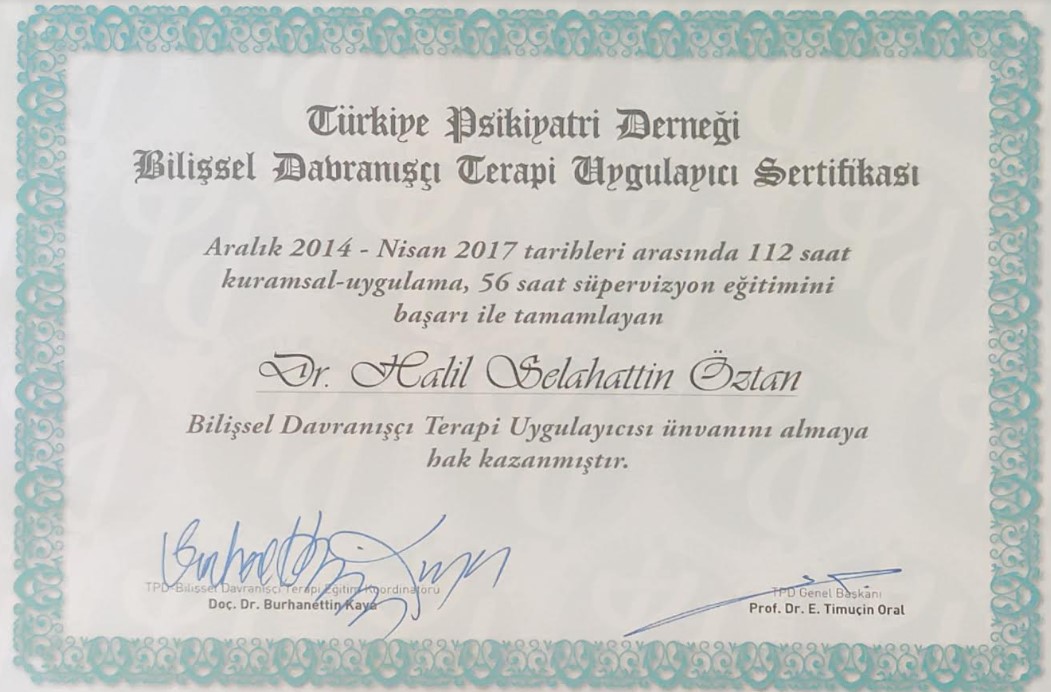 Türkiye Psikiyatri Derneği
Bilişsel Davranışçı Terapi Uygulayıcı Sertifikası
Aralık 2014 - Nisan 2017 tarihleri arasında 112 saat
kuramsal-uygulama, 56 saat süpervizyon eğitimini
başarı ile tamamlayan
Dr. Halil Selahattin Öztan
Bilişsel Davranışçı Terapi Uygulayıcısı ünvanını almaya
hak kazanmıştır.
TPD-Bilişsel Davranışçı Terapi Eğitim Koordinatörü
Doç. Dr. Burhanettin Kaya
TPD Genel Başkanı
Prof. Dr. E. Timuçin Oral